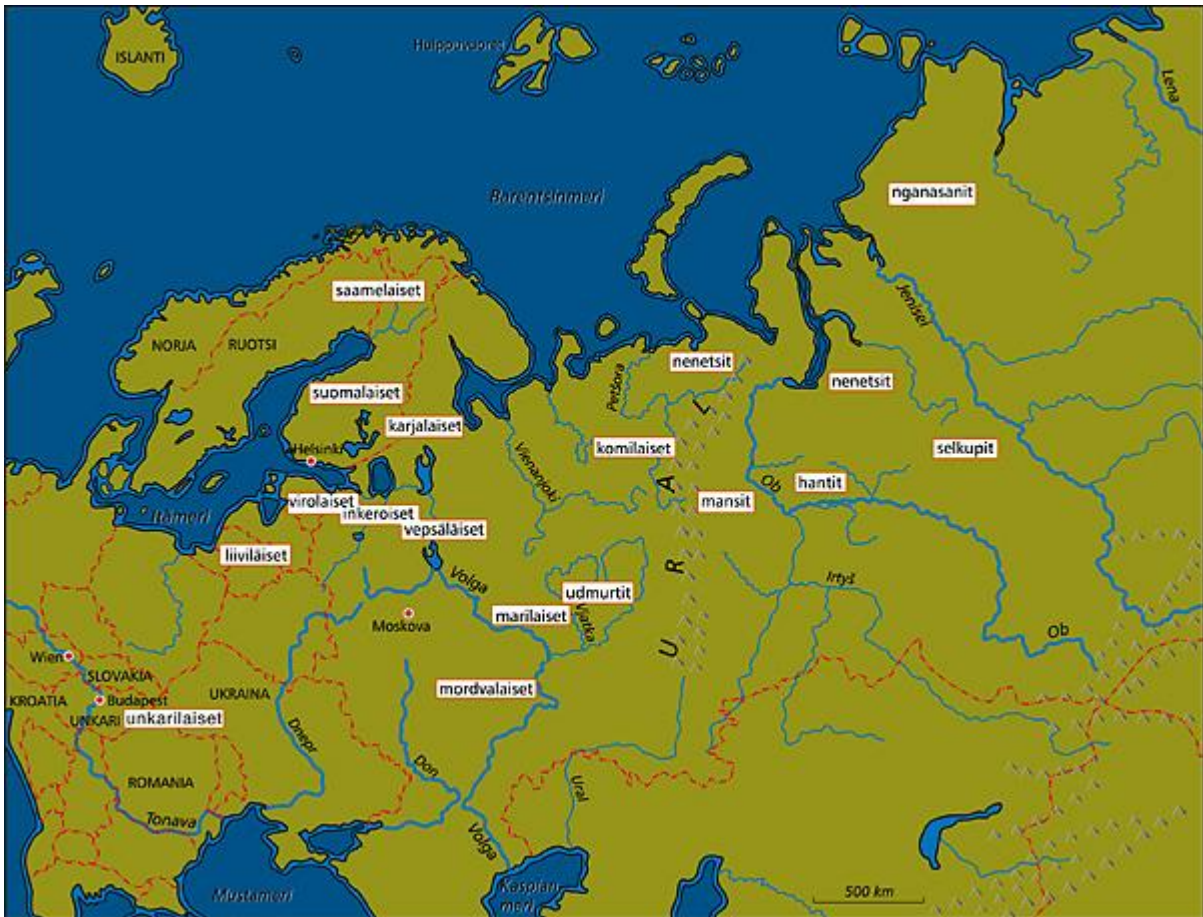 ISLANTI
Huippuvuoret
Lena
Barentsinmeri
nganasanit
saamelaiset
Jenisei
NORJA
RUOTSI
nenetsit
Petšora
nenetsit
suomalaiset
karjalaiset
Helsinki
komilaiset
selkupit
Vienanjoki
Ob
hantit
mansit
virolaiset
inkeroiset
Itämeri
vepsäläiset
liiviläiset
Volga
udmurtit
Irtyš
marilaiset
Vjatka
Moskova
URAL
Ob
Wien
SLOVAKIA
mordvalaiset
KROATIA
Budapest
UKRAINA
UNKARI
unkarilaiset
Dnepr
Don
ROMANIA
Ural
Tonava
Volga
Mustameri
Kaspian
meri
500 km